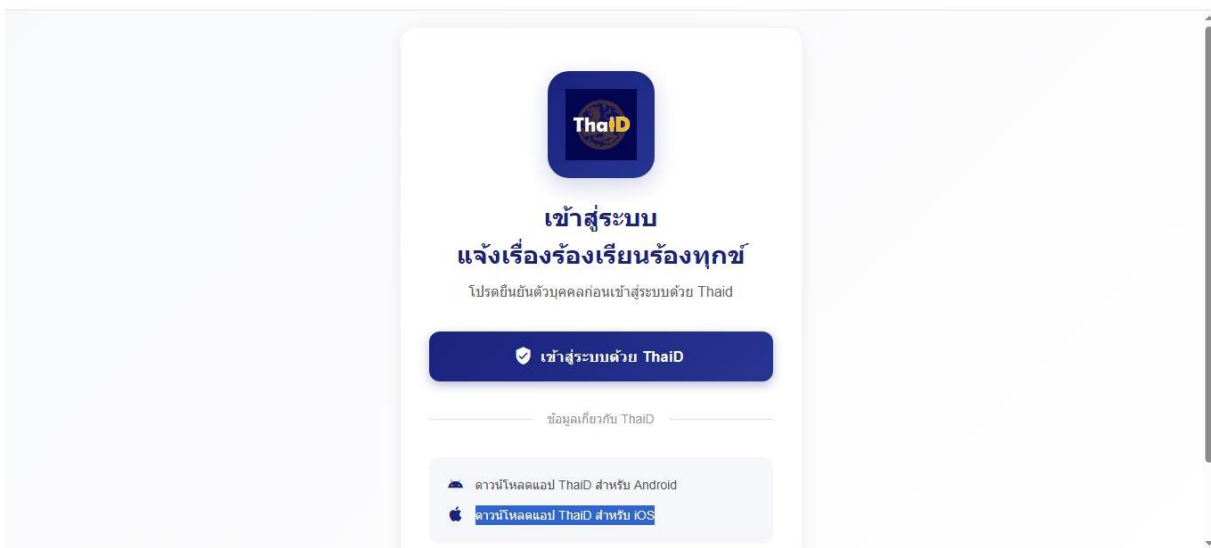 ThaiD
เข้าสู่ระบบ
แจ้งเรื่องร้องเรียนร้องทุกข์
โปรดยืนยันตัวบุคคลก่อนเข้าสู่ระบบด้วย Thaid
เข้าสู่ระบบด้วย ThaiD
ข้อมูลเกี่ยวกับ ThaiD
ดาวน์โหลดแอป ThaiD สำหรับ Android
ดาวน์โหลดแอป ThaiD สำหรับ iOS